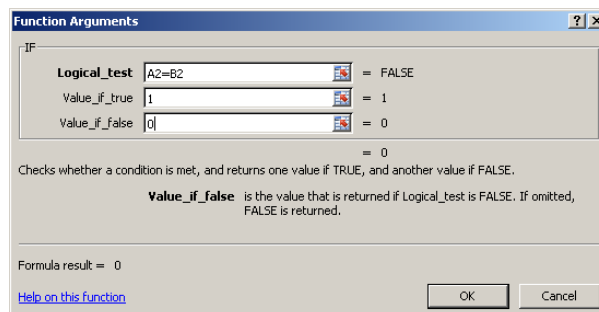 Function Arguments
IF
Logical_test A2=B2 = FALSE
Value_if_true 1 = 1
Value_if_false 0 = 0
= 0
Checks whether a condition is met, and returns one value if TRUE, and another value if FALSE.
Value_if_false is the value that is returned if Logical_test is FALSE. If omitted,
FALSE is returned.
Formula result = 0
Help on this function OK Cancel